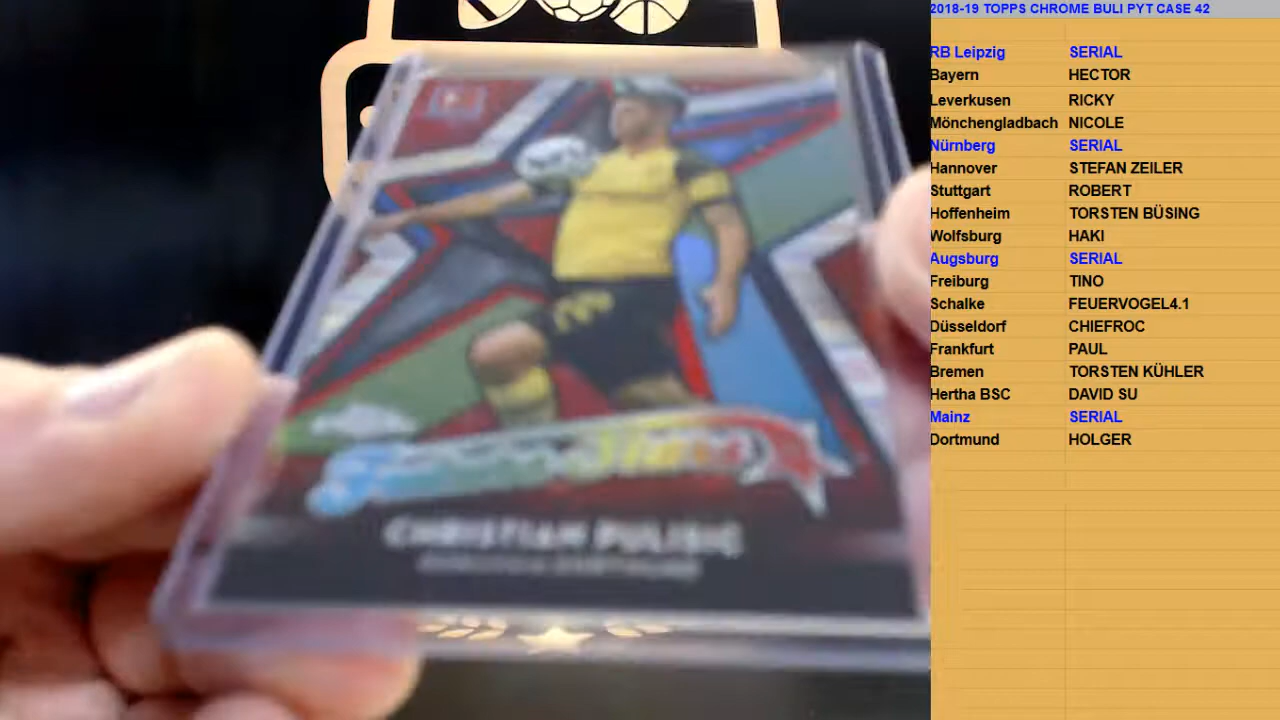 2018-19 TOPPS CHROME BULI PYT CASE 42
RB Leipzig SERIAL
Bayern HECTOR
Leverkusen RICKY
Mönchengladbach NICOLE
Nürnberg SERIAL
Hannover STEFAN ZEILER
Stuttgart ROBERT
Hoffenheim TORSTEN BÜSING
Wolfsburg HAKI
Augsburg SERIAL
Freiburg TINO
Schalke FEUERVOGEL4.1
Düsseldorf CHIEFROC
Frankfurt PAUL
Bremen TORSTEN KÜHLER
Hertha BSC DAVID SU
Mainz SERIAL
Dortmund HOLGER
CHRISTIAN PULISIC
BORUSSIA DORTMUND